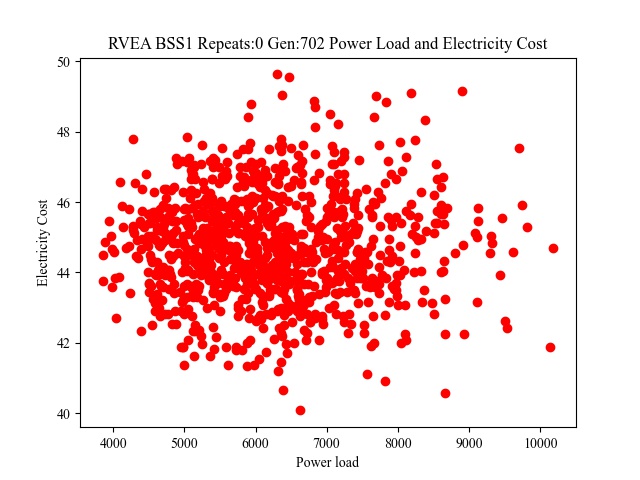 RVEA BSS1 Repeats:0 Gen:702 Power Load and Electricity Cost
50
48
46
44
42
40
Electricity Cost
4000 5000 6000 7000 8000 9000 10000
Power load